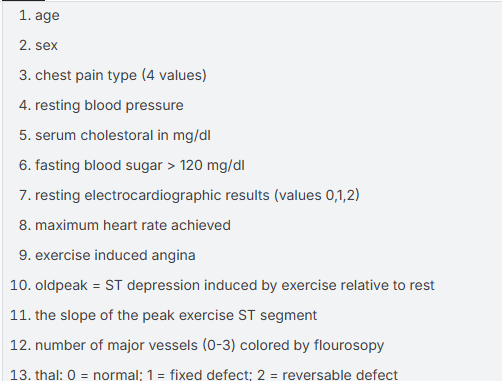 1. age
2. sex
3. chest pain type (4 values)
4. resting blood pressure
5. serum cholestoral in mg/dl
6. fasting blood sugar > 120 mg/dl
7. resting electrocardiographic results (values 0,1,2)
8. maximum heart rate achieved
9. exercise induced angina
10. oldpeak = ST depression induced by exercise relative to rest
11. the slope of the peak exercise ST segment
12. number of major vessels (0-3) colored by flourosopy
13. thal: 0 = normal; 1 = fixed defect; 2 = reversable defect